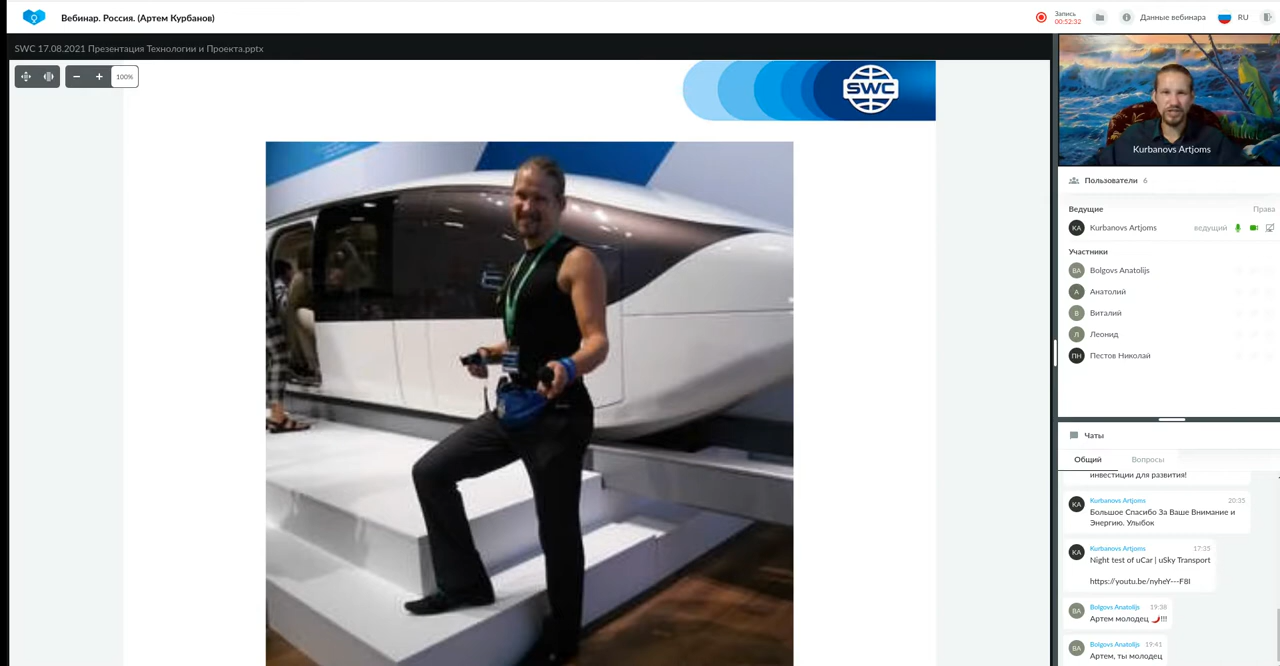 Вебинар. Россия. (Артем Курбанов)
Запись
00:52:32
Данные вебинара
RU
SWC 17.08.2021 Презентация Технологии и Проекта.pptx
100%
SWC
Kurbanovs Artjoms
Пользователи 6
Ведущие Права
KA Kurbanovs Artjoms ведущий
Участники
BA Bolgovs Anatolijs
А Анатолий
В Виталий
Л Леонид
ПН Пестов Николай
Чаты
Общий Вопросы
инвестиции для развития!
KA Kurbanovs Artjoms 20:35
Большое Спасибо За Ваше Внимание и
Энергию. Улыбок
KA Kurbanovs Artjoms 17:35
Night test of uCar | uSky Transport
https://youtu.be/nyheY---F8I
BA Bolgovs Anatolijs 19:38
Артем молодец 🌶️!!!
BA Bolgovs Anatolijs 19:41
Артем, ты молодец